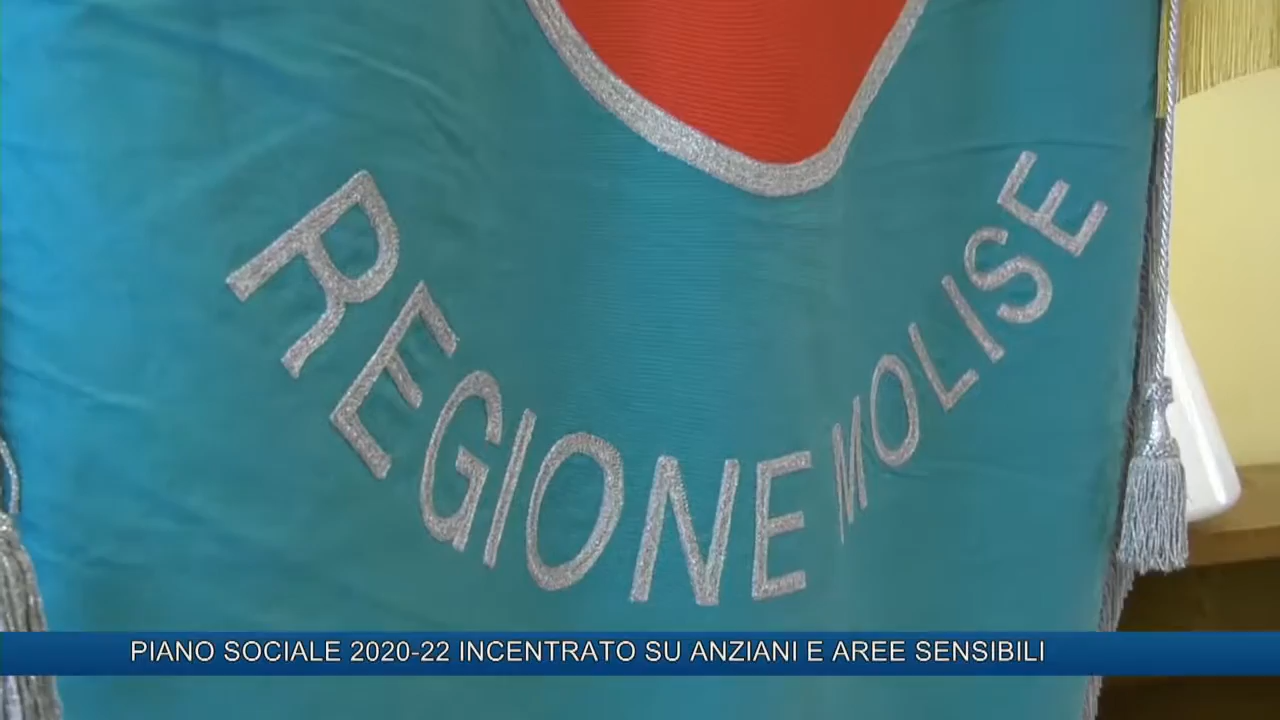 REGIONE MOLISE
PIANO SOCIALE 2020-22 INCENTRATO SU ANZIANI E AREE SENSIBILI